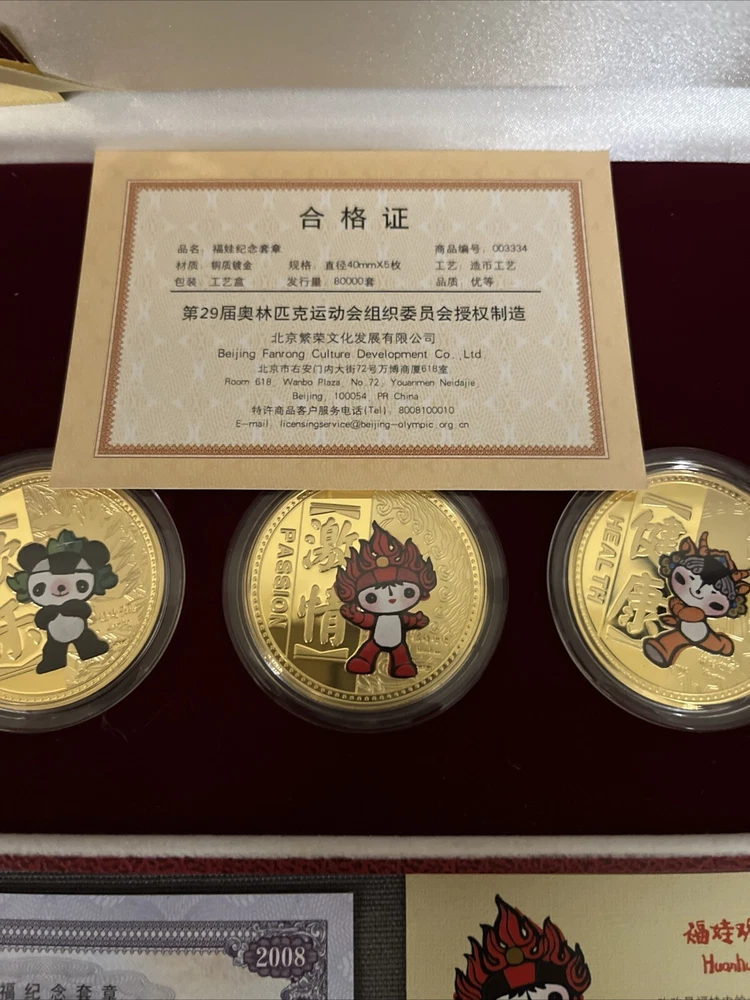 合格证
品名：福娃纪念套章 商品编号：003334
材质：铜质镀金 规格：直径40mmX5枚 工艺：造币工艺
包装：工艺盒 发行量：80000套 品质：优等
第29届奥林匹克运动会组织委员会授权制造
北京繁荣文化发展有限公司
Beijing Fanrong Culture Development Co.,Ltd.
北京市右安门内大街72号万博商厦618室
Room 618, Wanbo Plaza, No.72, Youanmen Neidajie,
Beijing, 100054, PR China
特许商品客户服务电话(Tel): 8008100010
E-mail: licensingservice@beijing-olympic.org.cn
激情
PASSION
健康
HEALTH
2008
福纪念套章
福娃欢
Huanhu